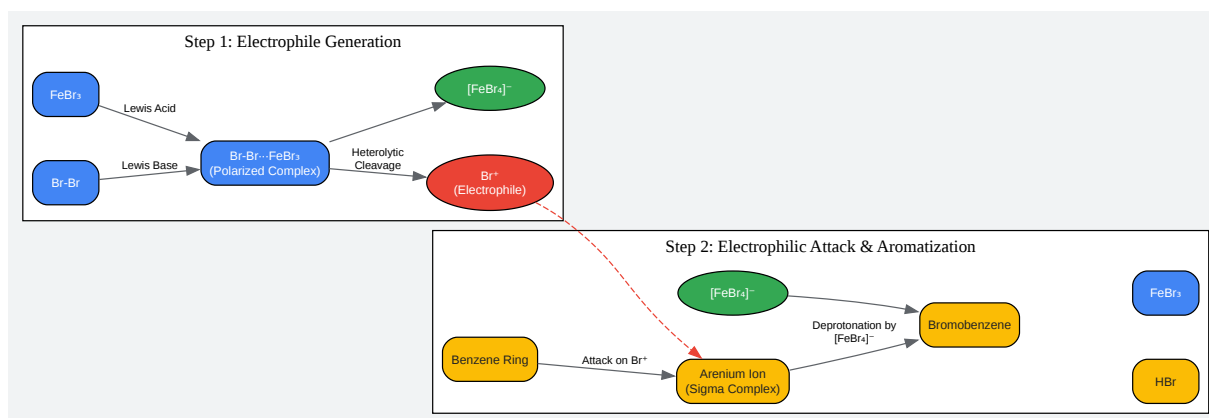 Step 1: Electrophile Generation
FeBr₃
Lewis Acid
[FeBr₄]⁻
Br-Br
Lewis Base
Br-Br···FeBr₃
(Polarized Complex)
Heterolytic
Cleavage
Br⁺
(Electrophile)
Step 2: Electrophilic Attack & Aromatization
[FeBr₄]⁻
FeBr₃
Deprotonation by
[FeBr₄]⁻
Bromobenzene
Benzene Ring
Attack on Br⁺
Arenium Ion
(Sigma Complex)
HBr